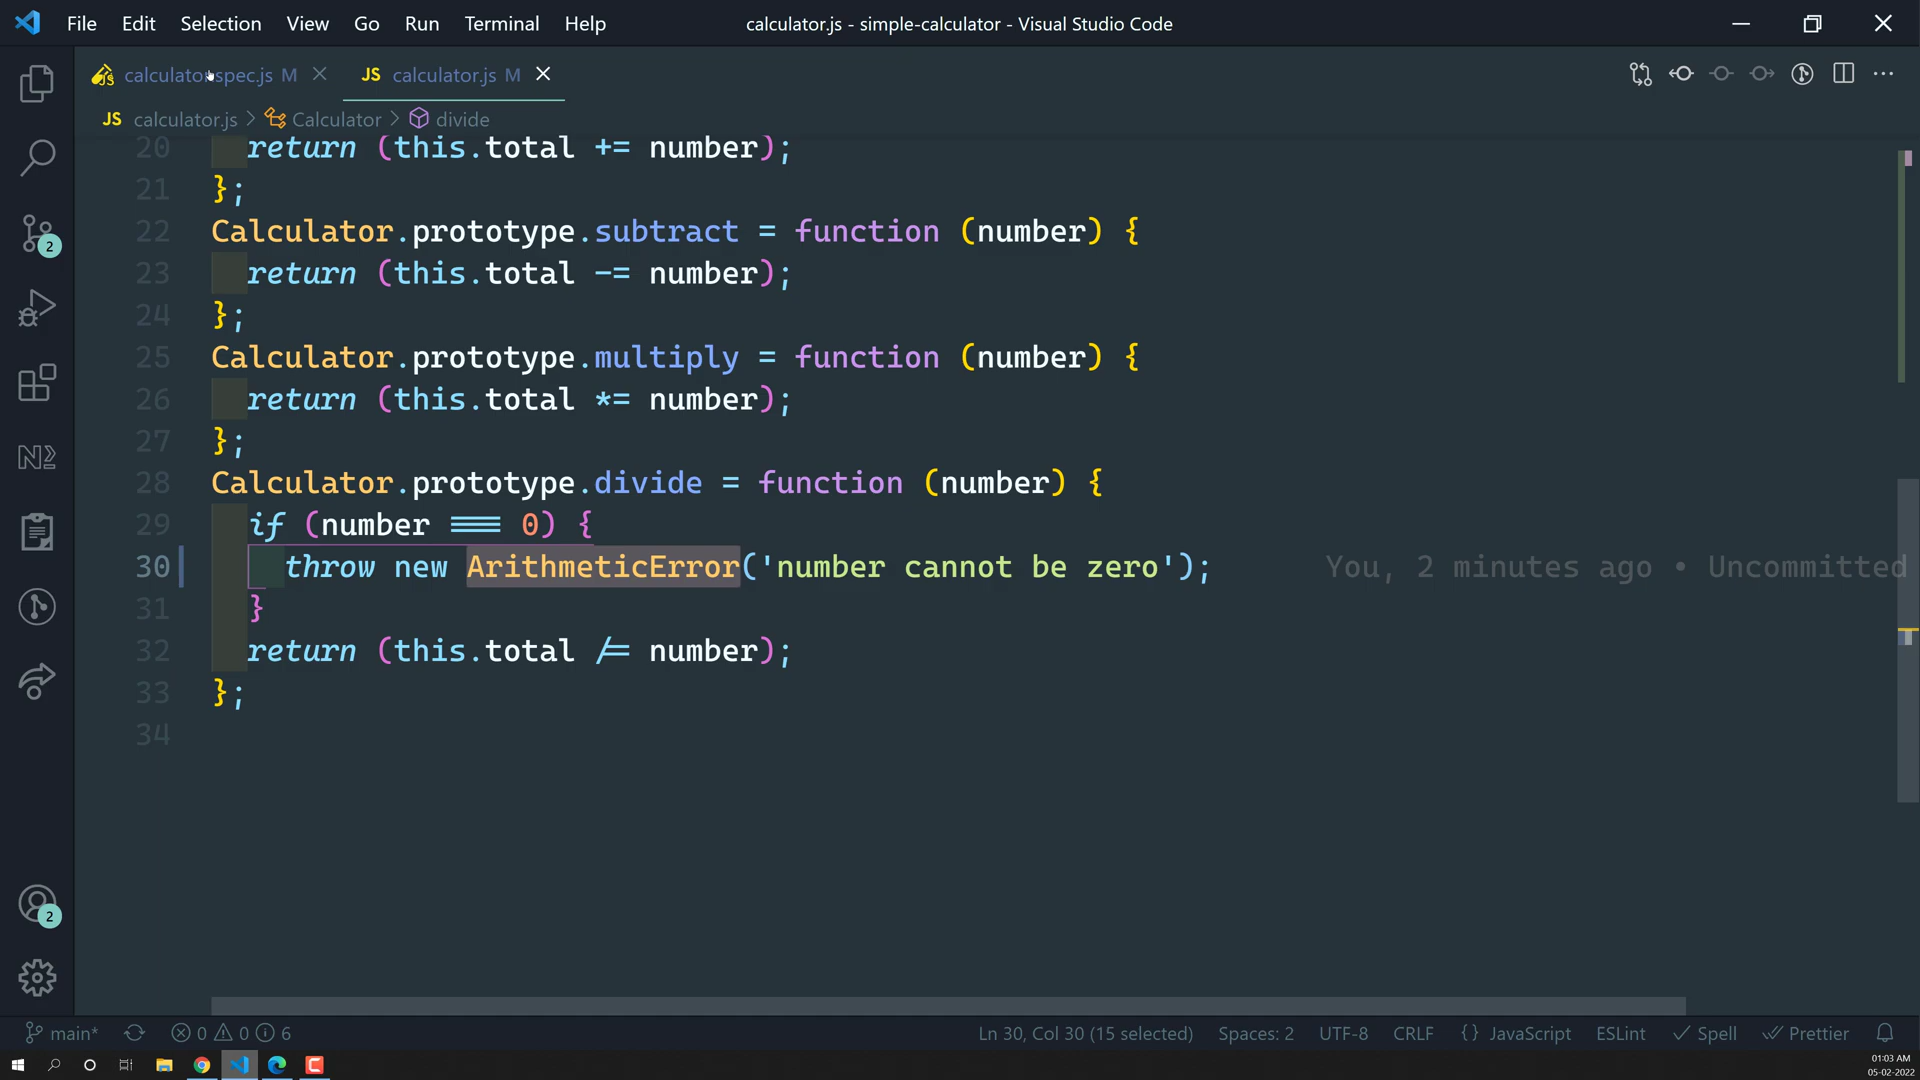 File Edit Selection View Go Run Terminal Help calculator.js - simple-calculator - Visual Studio Code
calculator.spec.js M JS calculator.js M
JS calculator.js > Calculator > divide
20 return (this.total += number);
21 };
22 Calculator.prototype.subtract = function (number) {
23 return (this.total -= number);
24 };
25 Calculator.prototype.multiply = function (number) {
26 return (this.total *= number);
27 };
28 Calculator.prototype.divide = function (number) {
29 if (number === 0) {
30 throw new ArithmeticError('number cannot be zero'); You, 2 minutes ago • Uncommitted
31 }
32 return (this.total /= number);
33 };
34
2
2
main* 0 0 6 Ln 30, Col 30 (15 selected) Spaces: 2 UTF-8 CRLF {} JavaScript ESLint Spell Prettier
01:03 AM
05-02-2022